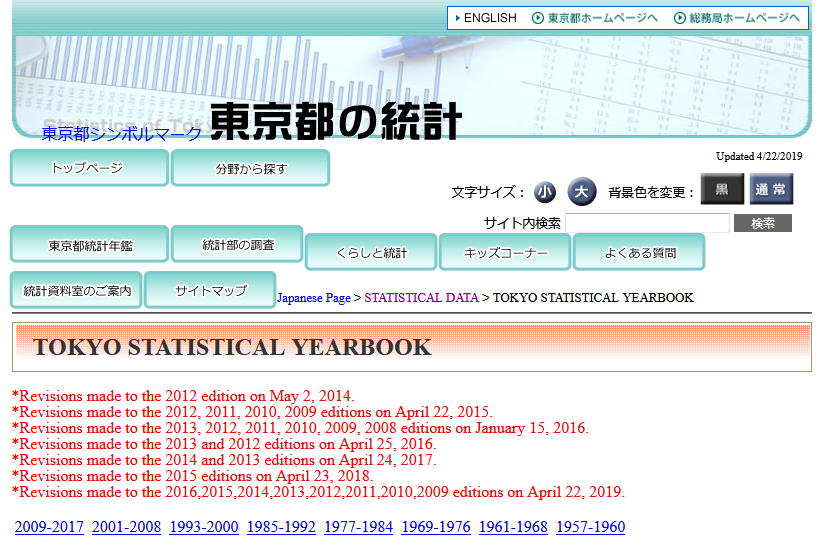 ENGLISH 東京都ホームページへ 総務局ホームページへ
Statistics of Tok
東京都シンボルマーク 東京都の統計
トップページ 分野から探す
Updated 4/22/2019
文字サイズ： 小 大 背景色を変更： 黒 通常
サイト内検索 検索
東京都統計年鑑 統計部の調査 くらしと統計 キッズコーナー よくある質問
統計資料室のご案内 サイトマップ Japanese Page > STATISTICAL DATA > TOKYO STATISTICAL YEARBOOK
TOKYO STATISTICAL YEARBOOK
*Revisions made to the 2012 edition on May 2, 2014.
*Revisions made to the 2012, 2011, 2010, 2009 editions on April 22, 2015.
*Revisions made to the 2013, 2012, 2011, 2010, 2009, 2008 editions on January 15, 2016.
*Revisions made to the 2013 and 2012 editions on April 25, 2016.
*Revisions made to the 2014 and 2013 editions on April 24, 2017.
*Revisions made to the 2015 editions on April 23, 2018.
*Revisions made to the 2016,2015,2014,2013,2012,2011,2010,2009 editions on April 22, 2019.
2009-2017 2001-2008 1993-2000 1985-1992 1977-1984 1969-1976 1961-1968 1957-1960